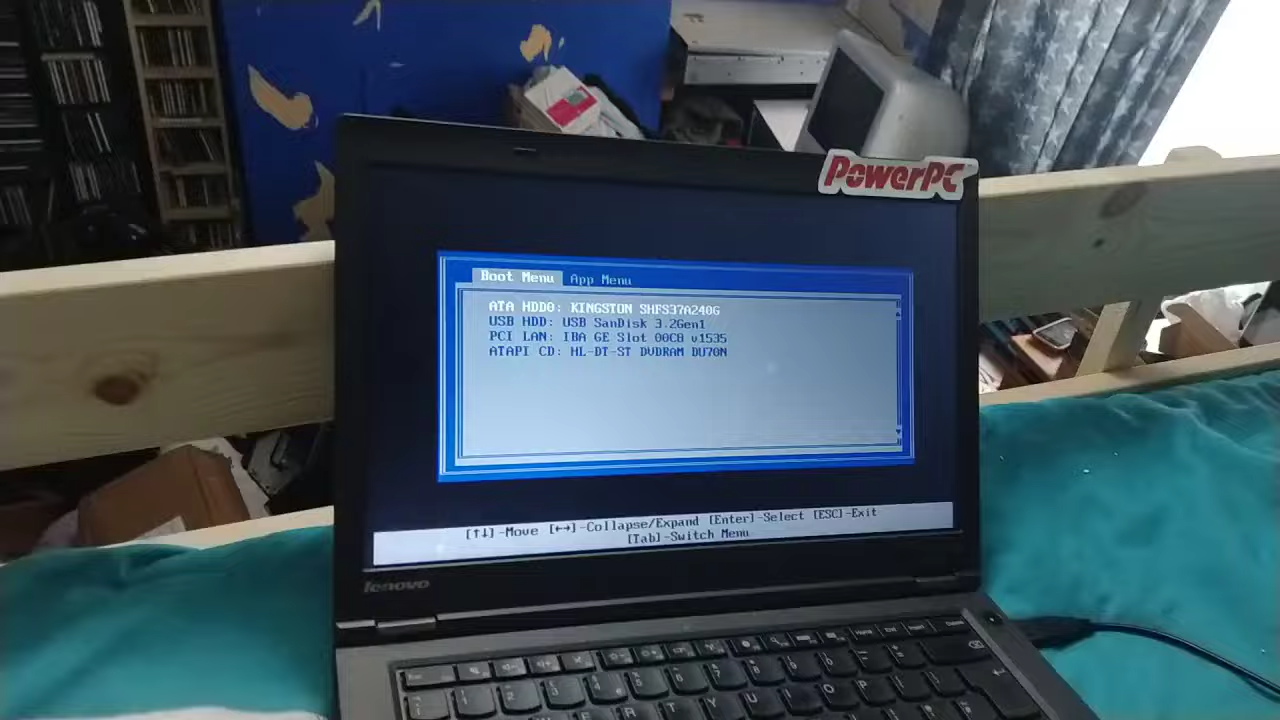 PowerPC
Boot Menu
App Menu
ATA HDD0: KINGSTON SHFS37A240G
USB HDD: USB SanDisk 3.2Gen1
PCI LAN: IBA GE Slot 00C8 v1535
ATAPI CD: HL-DT-ST DVDRAM DU70N
[↑↓]-Move [↔]-Collapse/Expand [Enter]-Select [ESC]-Exit
[Tab]-Switch Menu
lenovo